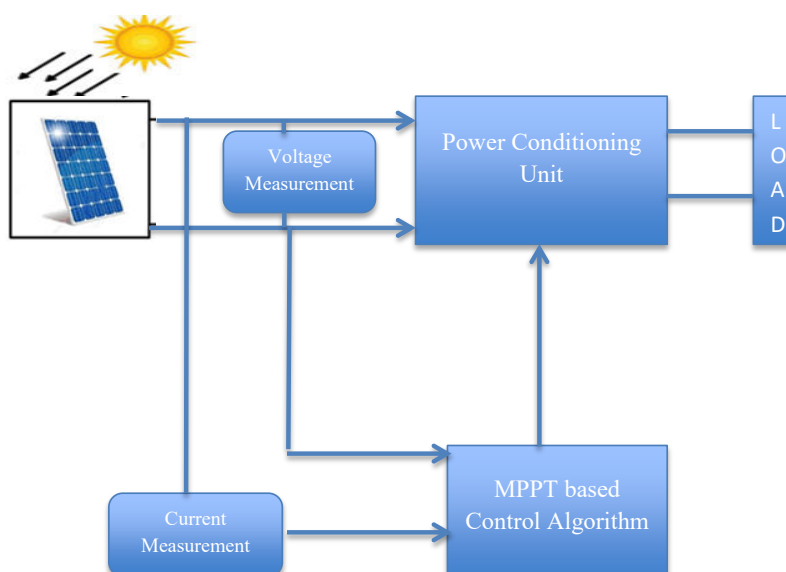 Voltage
Measurement
Power Conditioning
Unit
L
O
A
D
MPPT based
Control Algorithm
Current
Measurement